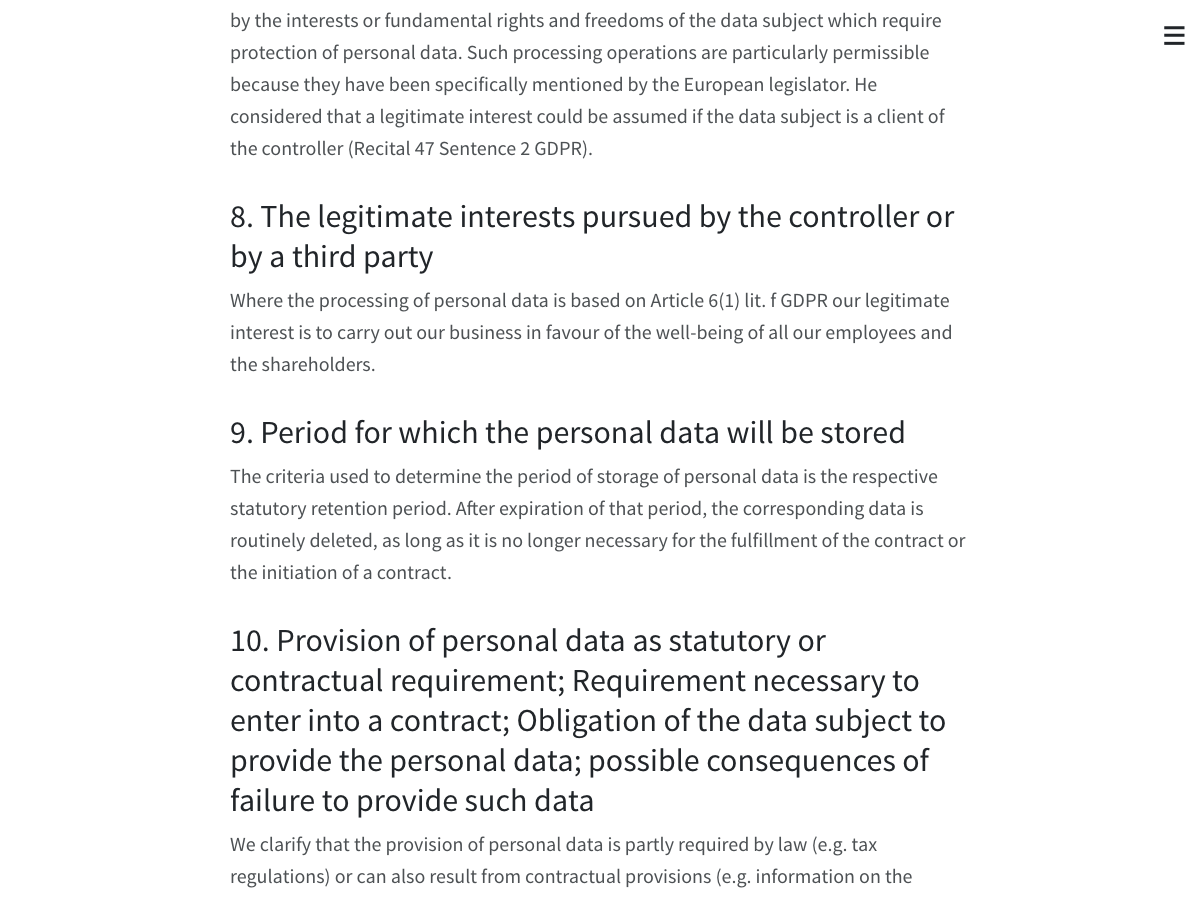 by the interests or fundamental rights and freedoms of the data subject which require
protection of personal data. Such processing operations are particularly permissible
because they have been specifically mentioned by the European legislator. He
considered that a legitimate interest could be assumed if the data subject is a client of
the controller (Recital 47 Sentence 2 GDPR).
8. The legitimate interests pursued by the controller or
by a third party
Where the processing of personal data is based on Article 6(1) lit. f GDPR our legitimate
interest is to carry out our business in favour of the well-being of all our employees and
the shareholders.
9. Period for which the personal data will be stored
The criteria used to determine the period of storage of personal data is the respective
statutory retention period. After expiration of that period, the corresponding data is
routinely deleted, as long as it is no longer necessary for the fulfillment of the contract or
the initiation of a contract.
10. Provision of personal data as statutory or
contractual requirement; Requirement necessary to
enter into a contract; Obligation of the data subject to
provide the personal data; possible consequences of
failure to provide such data
We clarify that the provision of personal data is partly required by law (e.g. tax
regulations) or can also result from contractual provisions (e.g. information on the